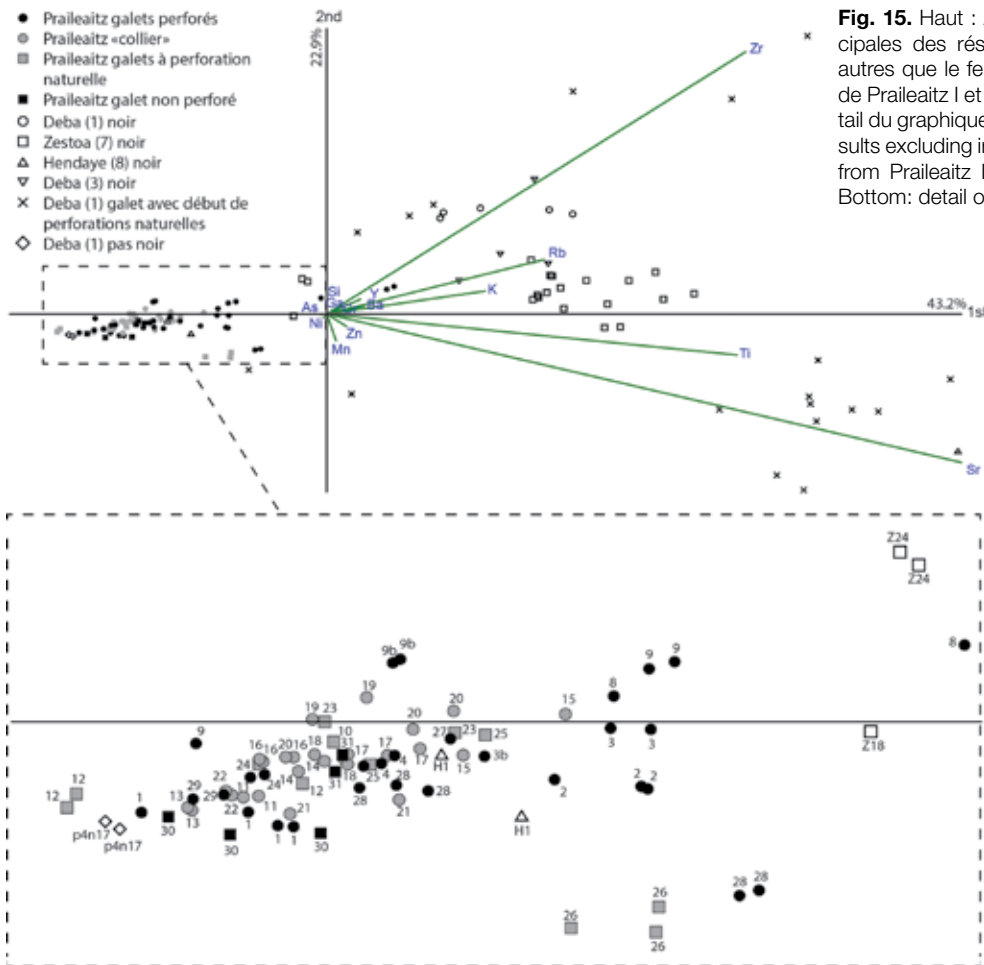 Praileaitz galets perforés
Praileaitz «collier»
Praileaitz galets à perforation
naturelle
Praileaitz galet non perforé
Deba (1) noir
Zestoa (7) noir
Hendaye (8) noir
Deba (3) noir
Deba (1) galet avec début de
perforations naturelles
Deba (1) pas noir
2nd
22.9%
Zr
Rb
K
Si
Y
Ba
As
Ni
Zn
Mn
43.2%
1st
Ti
Sr
Fig. 15. Haut :
cipales des rés
autres que le fe
de Praileaitz I et
tail du graphique
sults excluding i
from Praileaitz I
Bottom: detail o
Z24
Z24
8
9b
9b
9
9
8
19
20
15
19
23
20
9
10
27
23
25
3
3
Z18
16
16
20
16
18
31
17
17
4
4
17
H1
15
3b
24
24
14
14
18
25
31
12
28
28
28
2
2
2
12
12
22
29
29
22
11
11
21
21
1
13
13
1
1
1
30
30
30
p4n17
p4n17
H1
28
28
26
26
26